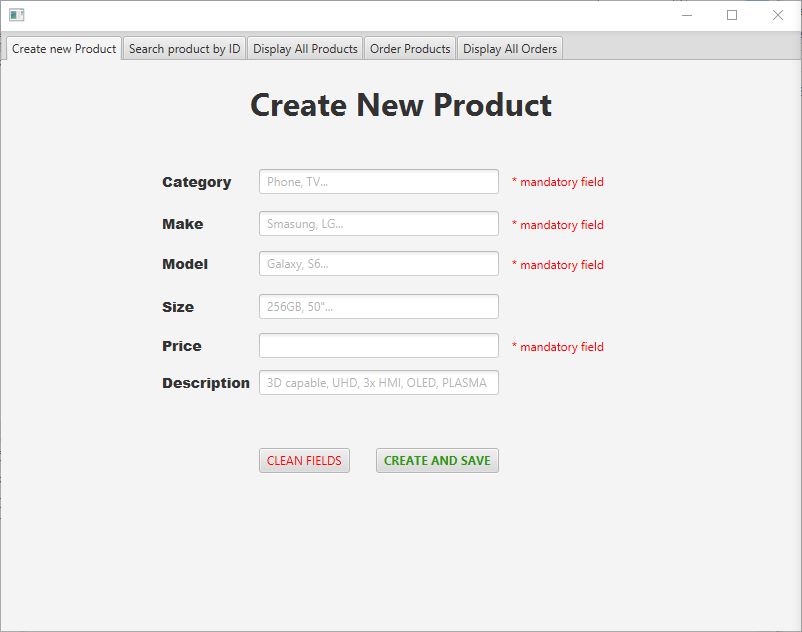 Create new Product Search product by ID Display All Products Order Products Display All Orders
Create New Product
Category Phone, TV... * mandatory field
Make Smasung, LG... * mandatory field
Model Galaxy, S6... * mandatory field
Size 256GB, 50"...
Price * mandatory field
Description 3D capable, UHD, 3x HMI, OLED, PLASMA
CLEAN FIELDS CREATE AND SAVE